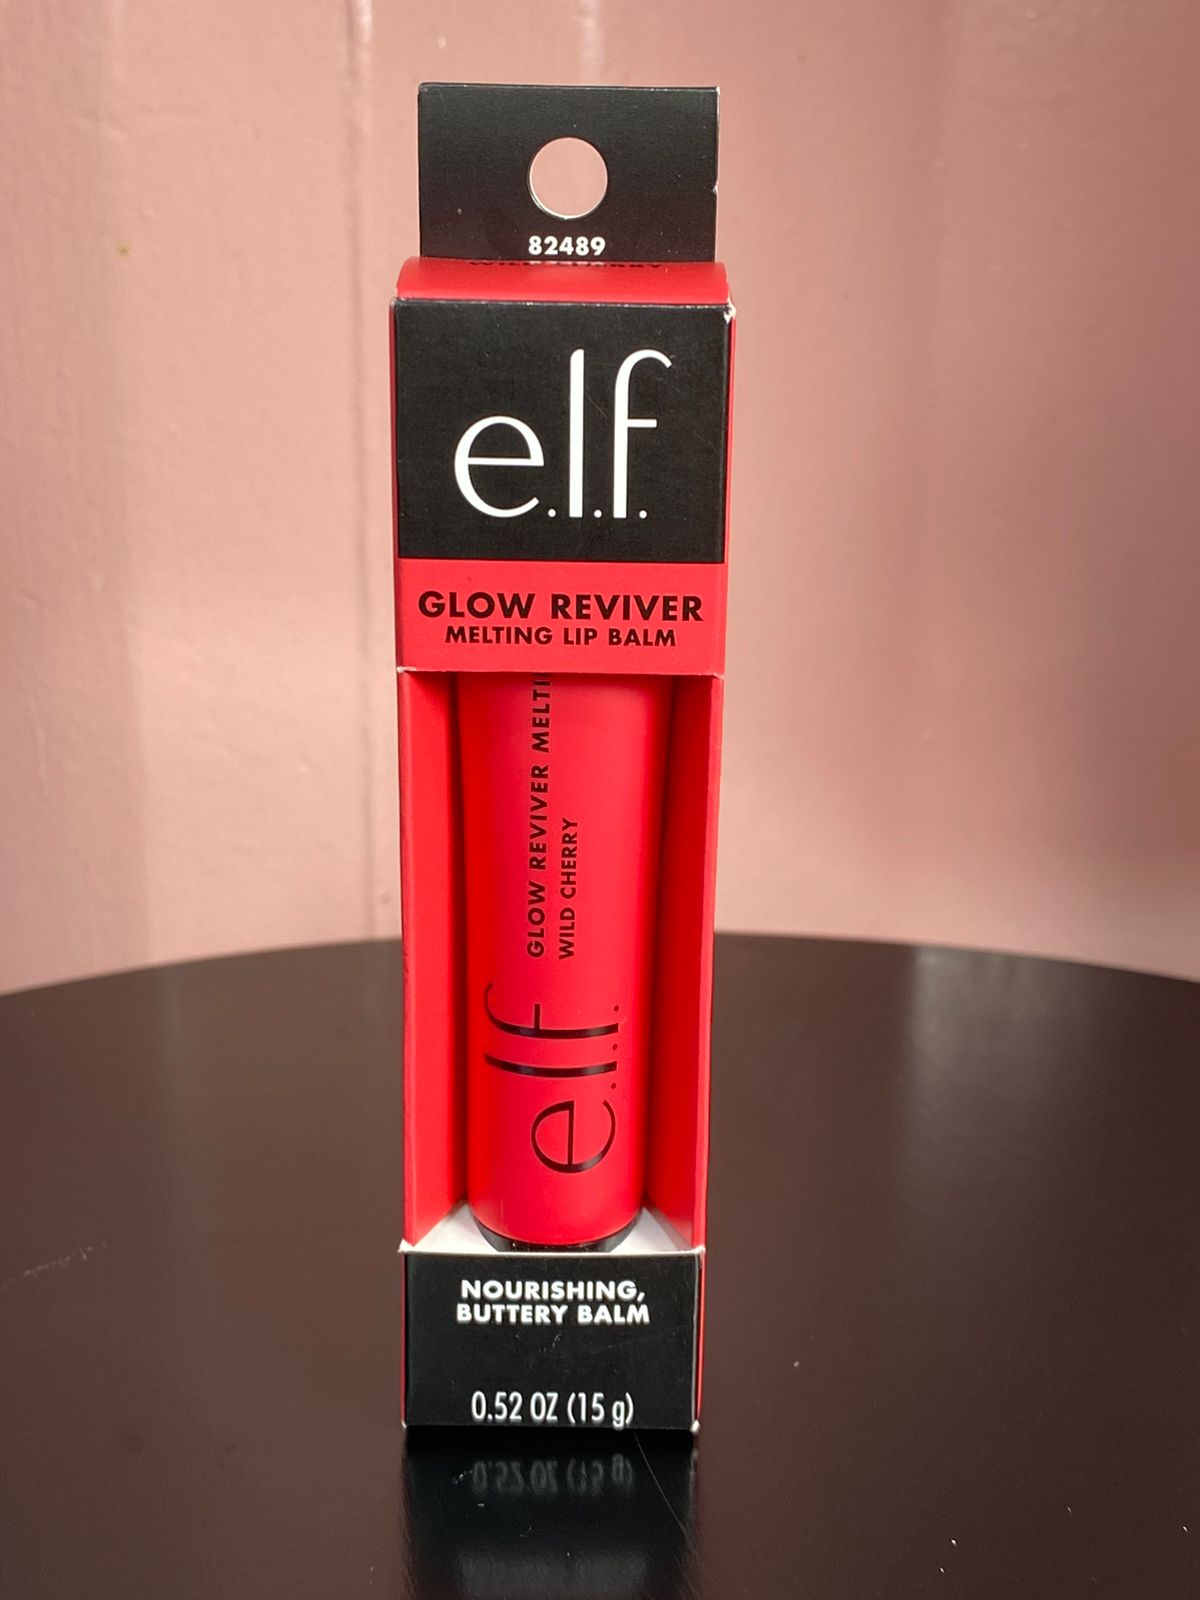 82489
e.l.f.
GLOW REVIVER
MELTING LIP BALM
GLOW REVIVER MELTI
WILD CHERRY
e.l.f.
NOURISHING,
BUTTERY BALM
0.52 OZ (15 g)